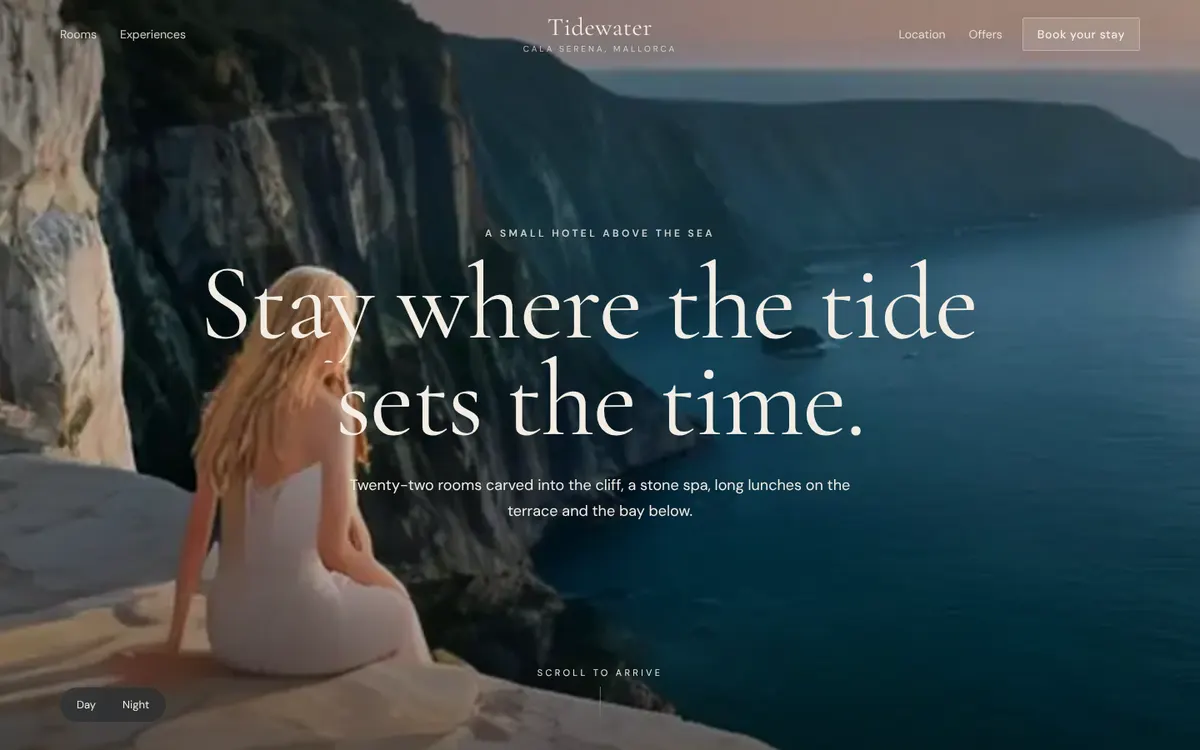 Rooms
Experiences
Tidewater
CALA SERENA, MALLORCA
Location
Offers
Book your stay
A SMALL HOTEL ABOVE THE SEA
Stay where the tide
sets the time.
Twenty-two rooms carved into the cliff, a stone spa, long lunches on the
terrace and the bay below.
SCROLL TO ARRIVE
Day
Night